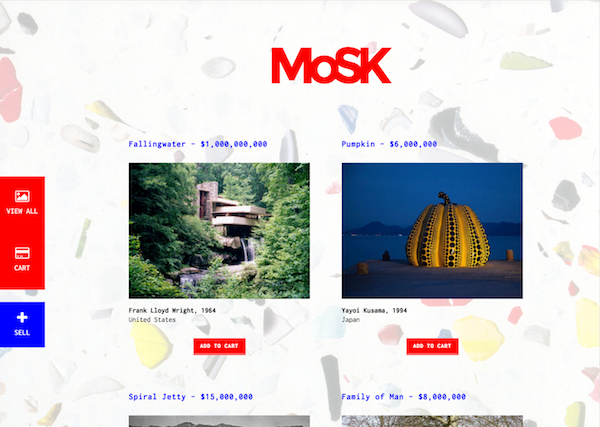 MoSK
Fallingwater - $1,000,000,000
Pumpkin - $6,000,000
VIEW ALL
CART
SELL
Frank Lloyd Wright, 1964
United States
ADD TO CART
Yayoi Kusama, 1994
Japan
ADD TO CART
Spiral Jetty - $15,000,000
Family of Man - $8,000,000